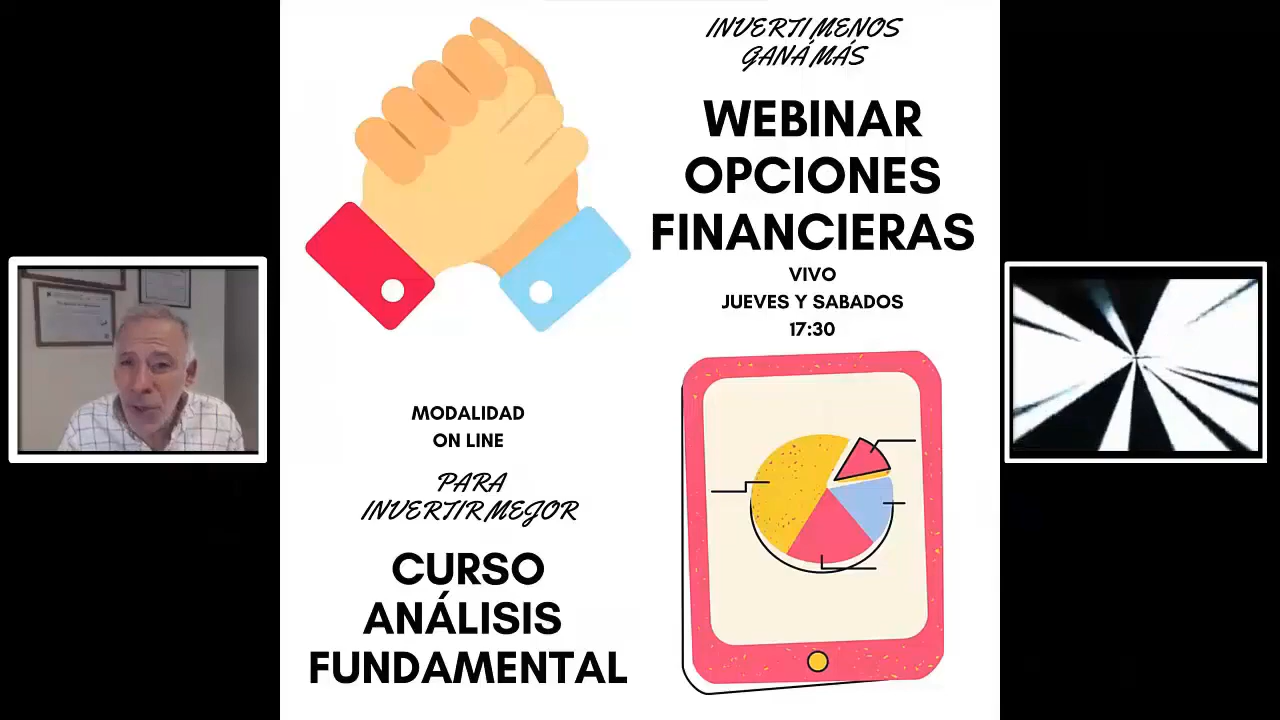 INVERTI MENOS
GANÁ MÁS
WEBINAR
OPCIONES
FINANCIERAS
VIVO
JUEVES Y SABADOS
17:30
MODALIDAD
ON LINE
PARA
INVERTIR MEJOR
CURSO
ANÁLISIS
FUNDAMENTAL